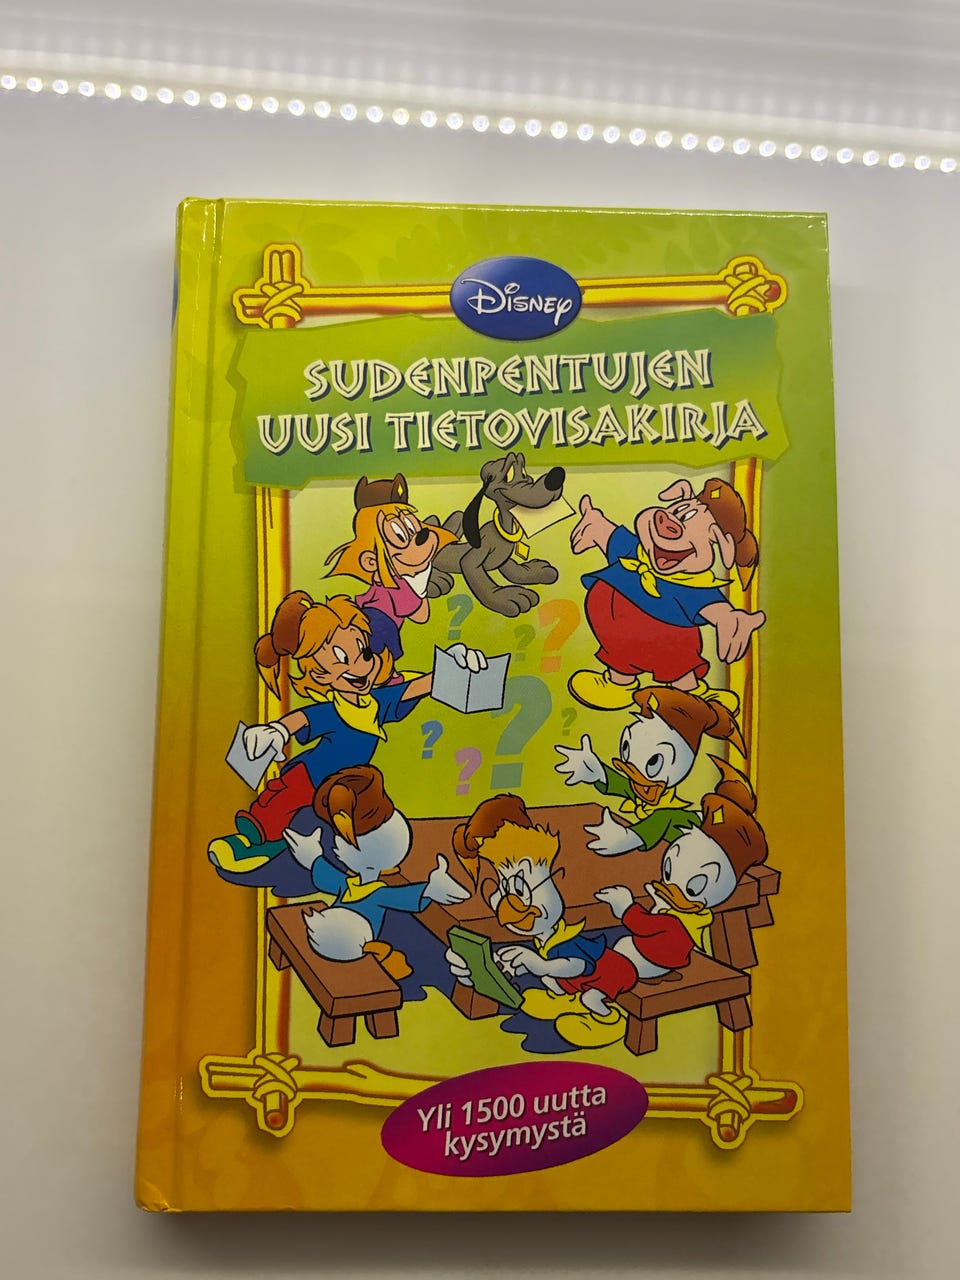 Disney
SUDENPENTUJEN
UUSI TIETOVISAKIRJA
? ? ?
? ? ? ?
Yli 1500 uutta
kysymystä